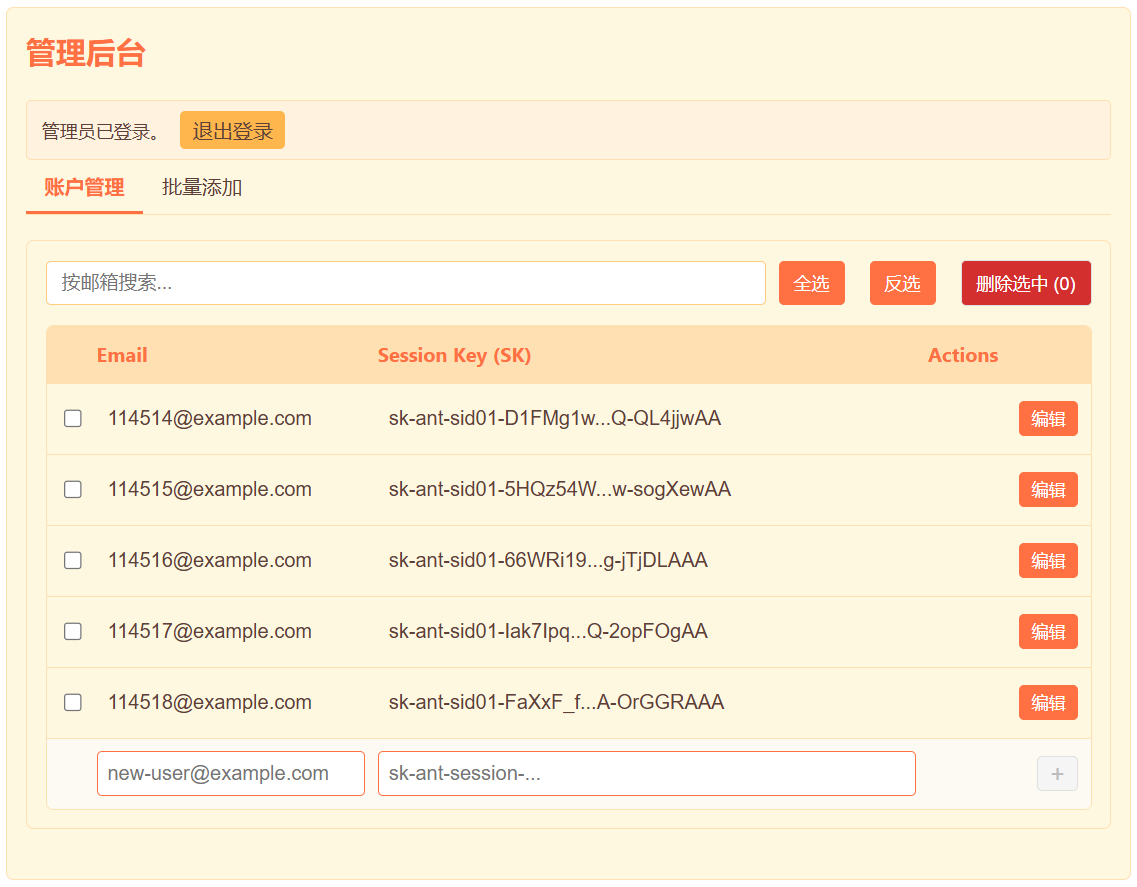 管理后台
管理员已登录。 退出登录
账户管理 批量添加
按邮箱搜索... 全选 反选 删除选中 (0)
Email Session Key (SK) Actions
114514@example.com sk-ant-sid01-D1FMg1w...Q-QL4jjwAA 编辑
114515@example.com sk-ant-sid01-5HQz54W...w-sogXewAA 编辑
114516@example.com sk-ant-sid01-66WRi19...g-jTjDLAAA 编辑
114517@example.com sk-ant-sid01-Iak7Ipq...Q-2opFOgAA 编辑
114518@example.com sk-ant-sid01-FaXxF_f...A-OrGGRAAA 编辑
new-user@example.com sk-ant-session-... +